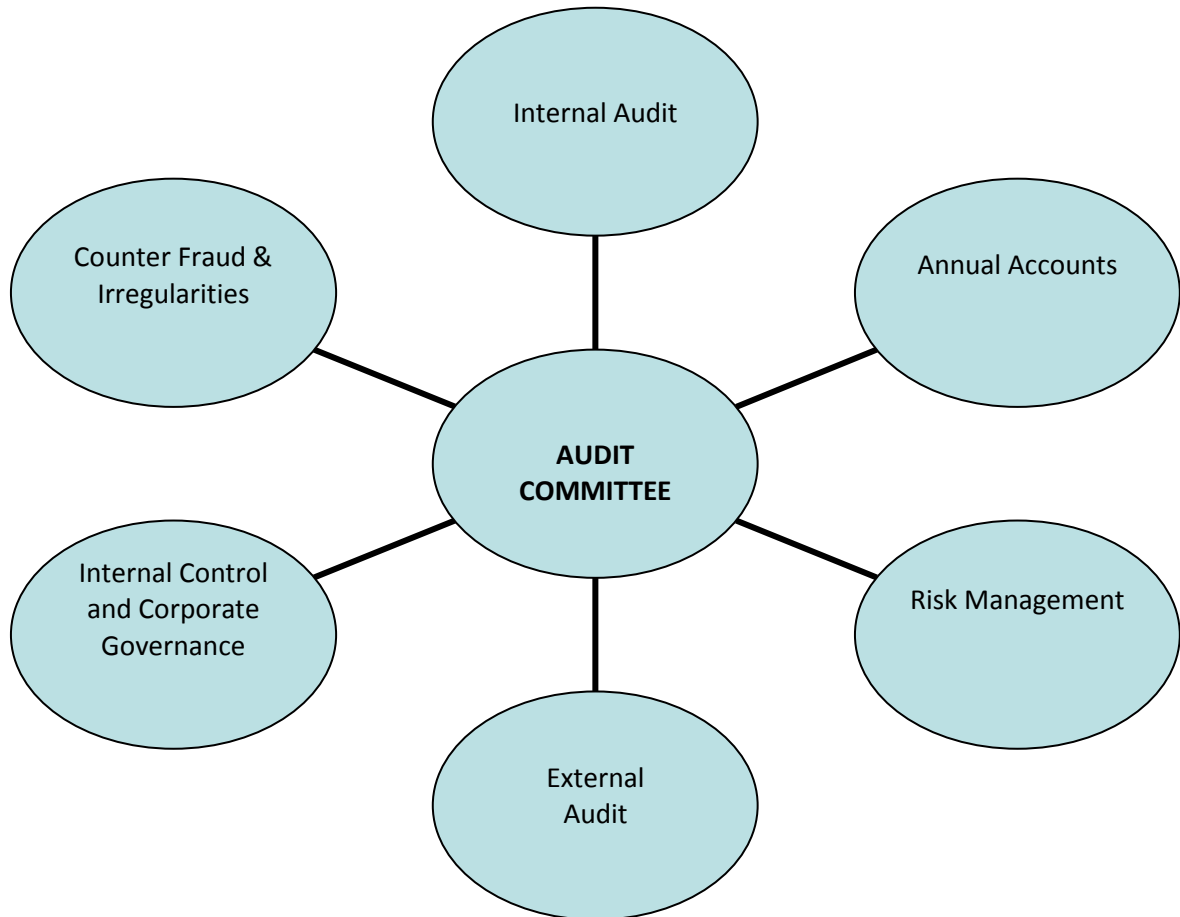 Internal Audit
Counter Fraud &
Irregularities
Annual Accounts
AUDIT
COMMITTEE
Internal Control
and Corporate
Governance
Risk Management
External
Audit